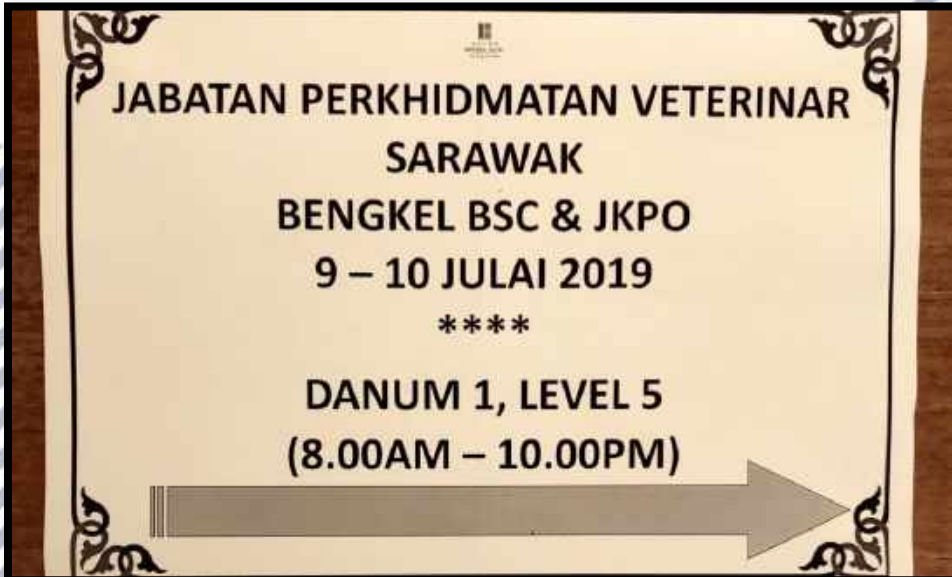 JABATAN PERKHIDMATAN VETERINAR
SARAWAK
BENGKEL BSC & JKPO
9 – 10 JULAI 2019
****
DANUM 1, LEVEL 5
(8.00AM – 10.00PM)